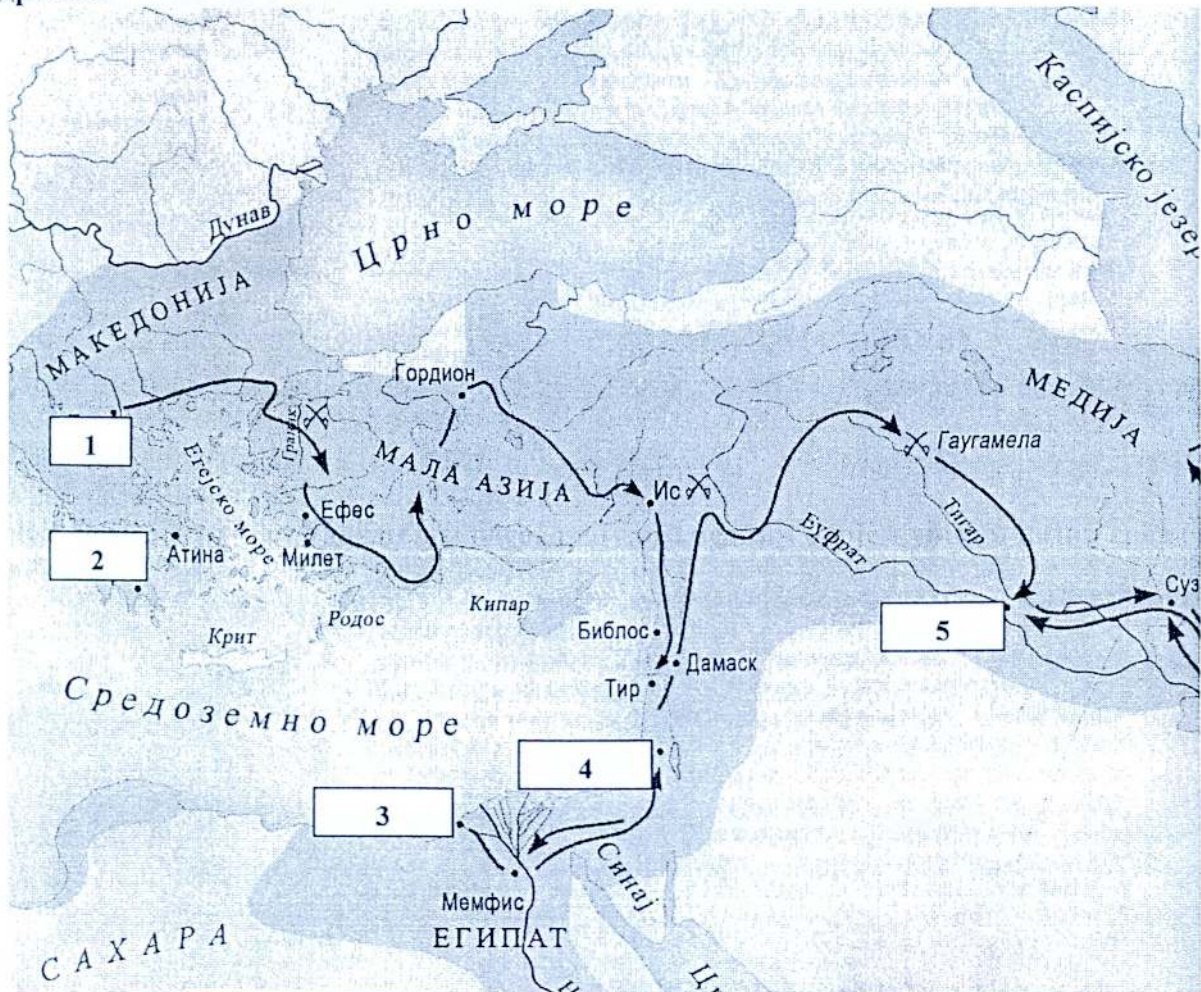 Каспијско језер
Црно море
Дунав
МАКЕДОНИЈА
Гордион
МЕДИЈА
1
Граник
МАЛА АЗИЈА
Гаугамела
Егејско море
Ис
Ефес
Тигар
2
Атина
Милет
Еуфрат
Суз
Кипар
Родос
5
Крит
Библос
Дамаск
Тир
Средоземно море
4
3
Синај
Мемфис
ЕГИПАТ
САХАРА
Цр